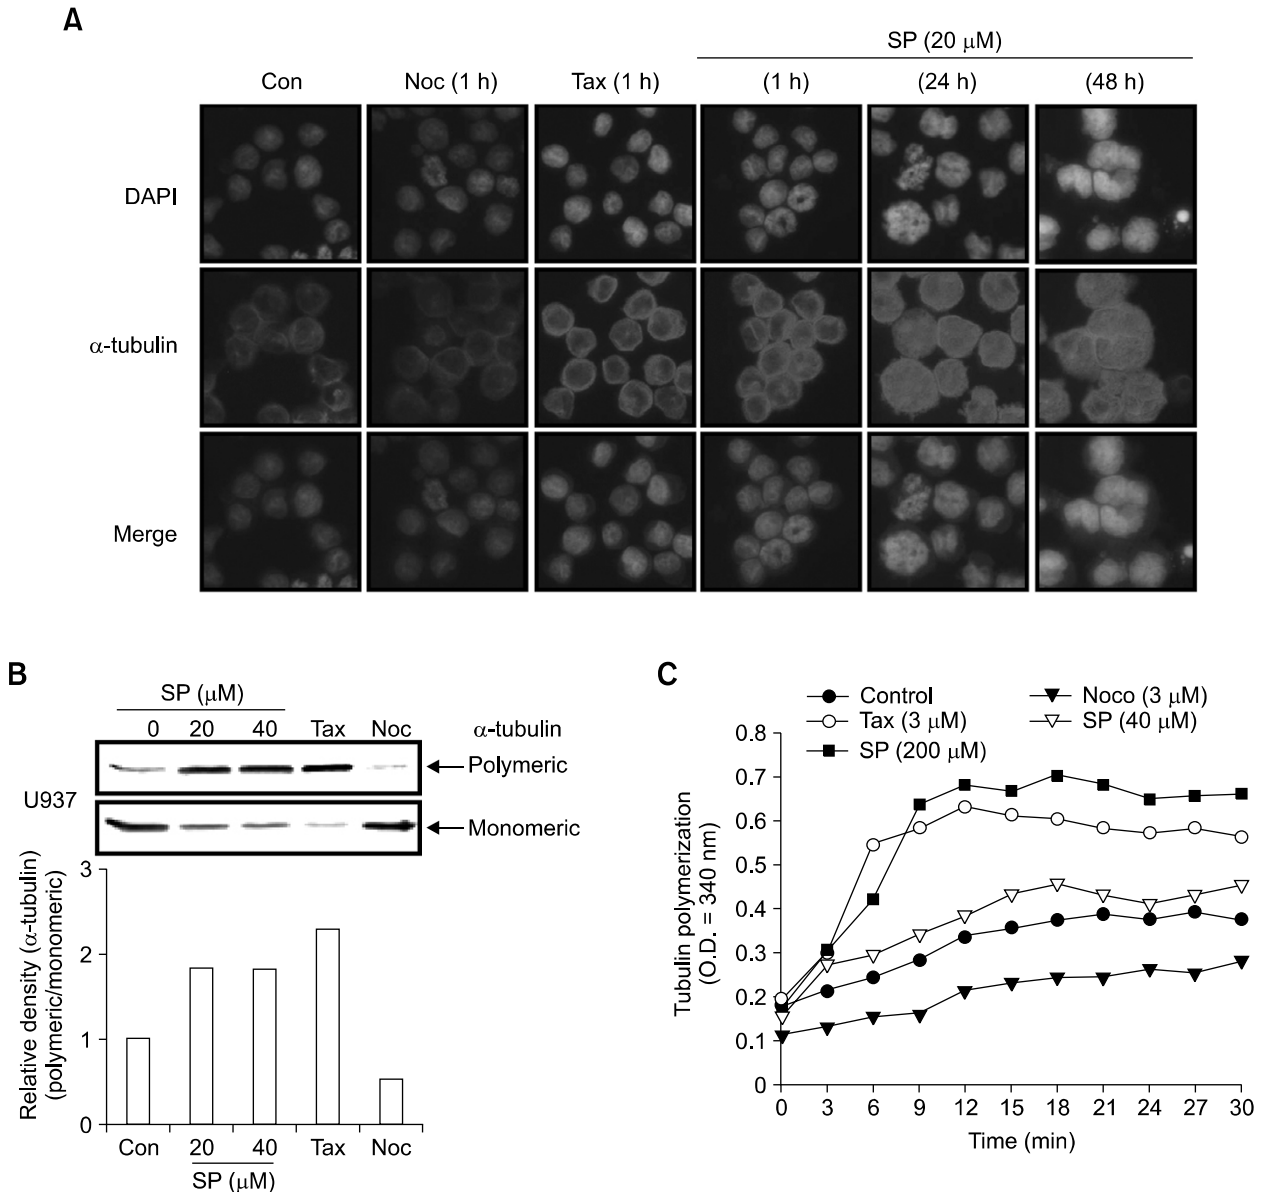 A
SP (20 μM)
Con Noc (1 h) Tax (1 h) (1 h) (24 h) (48 h)
DAPI
α-tubulin
Merge
B
SP (μM)
0 20 40 Tax Noc α-tubulin
Polymeric
U937
Monomeric
Relative density (α-tubulin)
(polymeric/monomeric)
3
2
1
0
Con 20 40 Tax Noc
SP (μM)
C
Control Noco (3 μM)
Tax (3 μM) SP (40 μM)
SP (200 μM)
Tubulin polymerization
(O.D. = 340 nm)
0.8
0.7
0.6
0.5
0.4
0.3
0.2
0.1
0
0 3 6 9 12 15 18 21 24 27 30
Time (min)